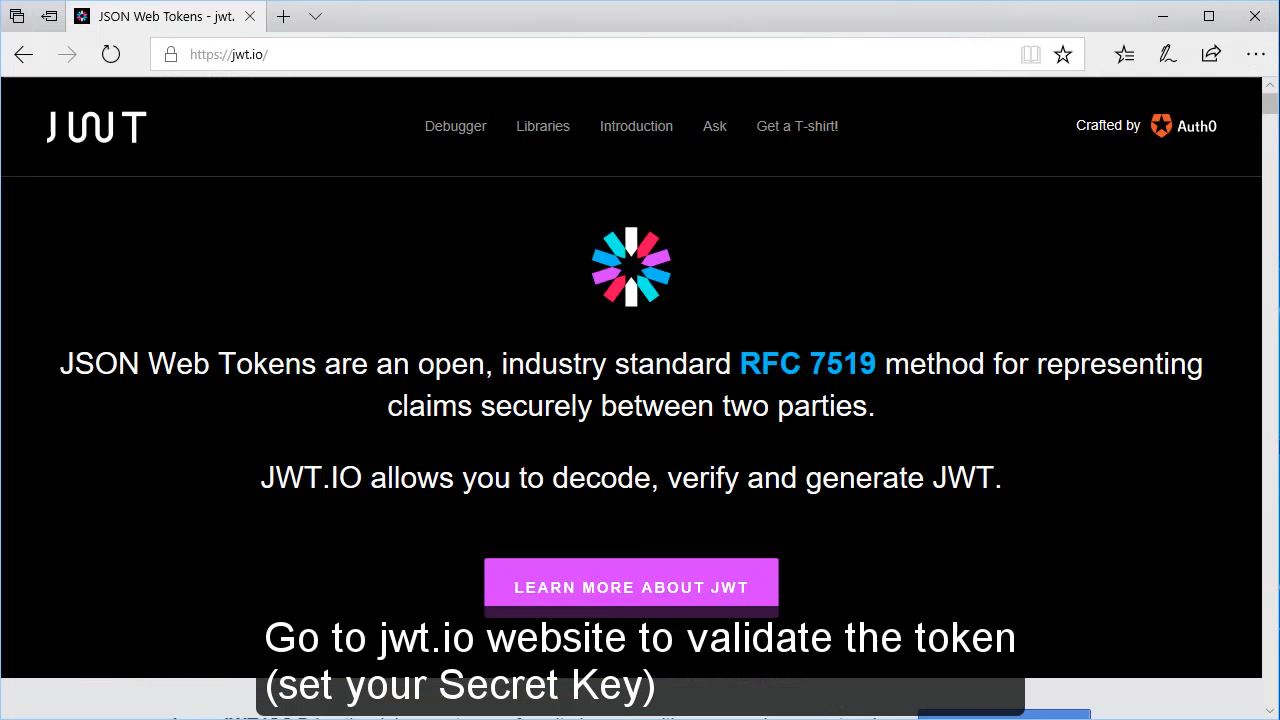 JSON Web Tokens - jwt.
https://jwt.io/
JWT
Debugger
Libraries
Introduction
Ask
Get a T-shirt!
Crafted by Auth0
JSON Web Tokens are an open, industry standard RFC 7519 method for representing
claims securely between two parties.
JWT.IO allows you to decode, verify and generate JWT.
LEARN MORE ABOUT JWT
Go to jwt.io website to validate the token
(set your Secret Key)